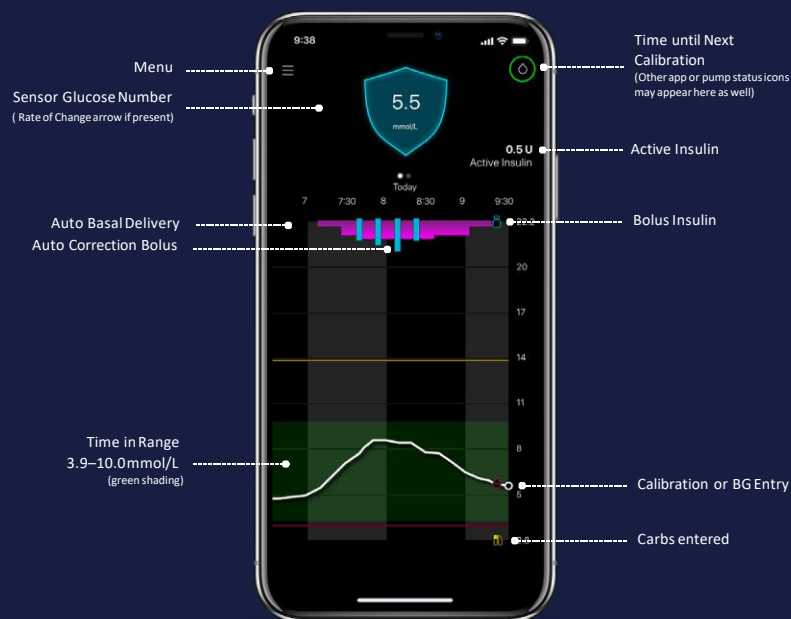 9:38
Menu
Time until Next
Calibration
(Other app or pump status icons
may appear here as well)
Sensor Glucose Number
( Rate of Change arrow if present)
5.5
mmol/L
0.5 U
Active Insulin
Active Insulin
Today
7 7:30 8 8:30 9 9:30
Auto Basal Delivery
Auto Correction Bolus
Bolus Insulin
20
17
14
11
8
Time in Range
3.9–10.0 mmol/L
(green shading)
Calibration or BG Entry
Carbs entered